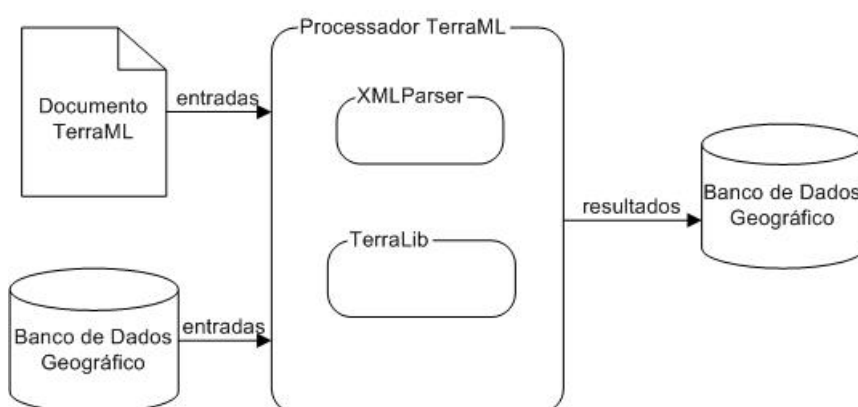 Processador TerraML
Documento
TerraML
entradas
XMLParser
TerraLib
resultados
Banco de Dados
Geográfico
entradas
Banco de Dados
Geográfico